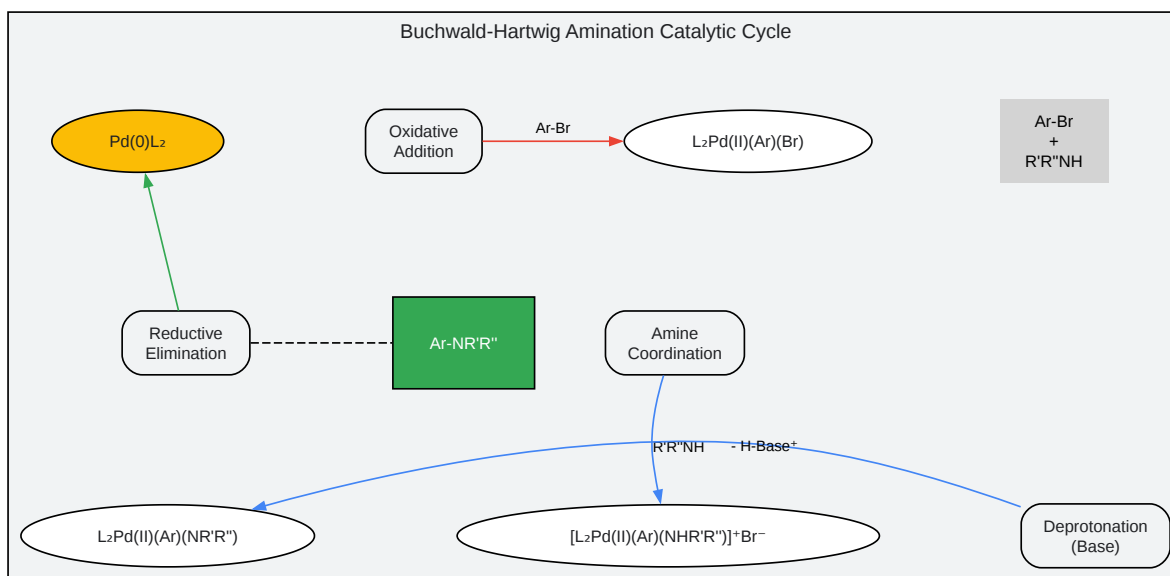 Buchwald-Hartwig Amination Catalytic Cycle
Pd(0)L₂
Oxidative
Addition
Ar-Br
L₂Pd(II)(Ar)(Br)
Ar-Br
+
R'R"NH
Reductive
Elimination
Ar-NR'R"
Amine
Coordination
R'R"NH
- H-Base⁺
L₂Pd(II)(Ar)(NR'R")
[L₂Pd(II)(Ar)(NHR'R")]⁺Br⁻
Deprotonation
(Base)